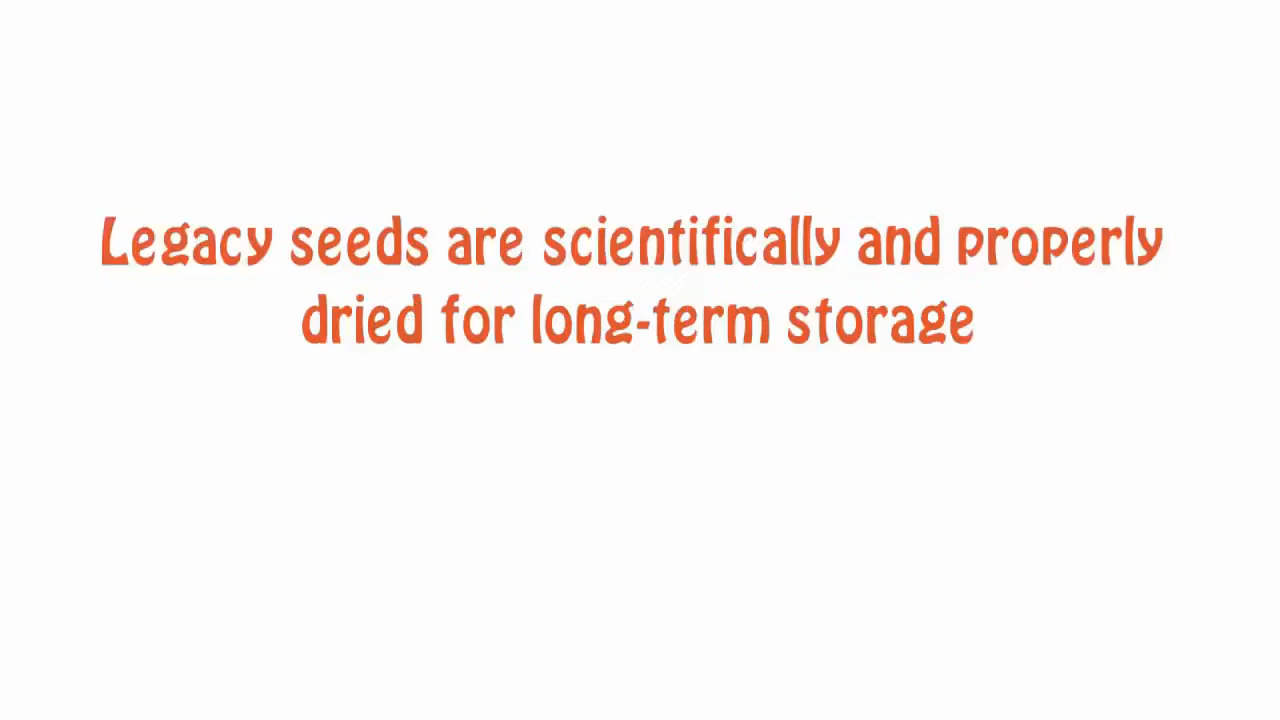 Legacy seeds are scientifically and properly
dried for long-term storage